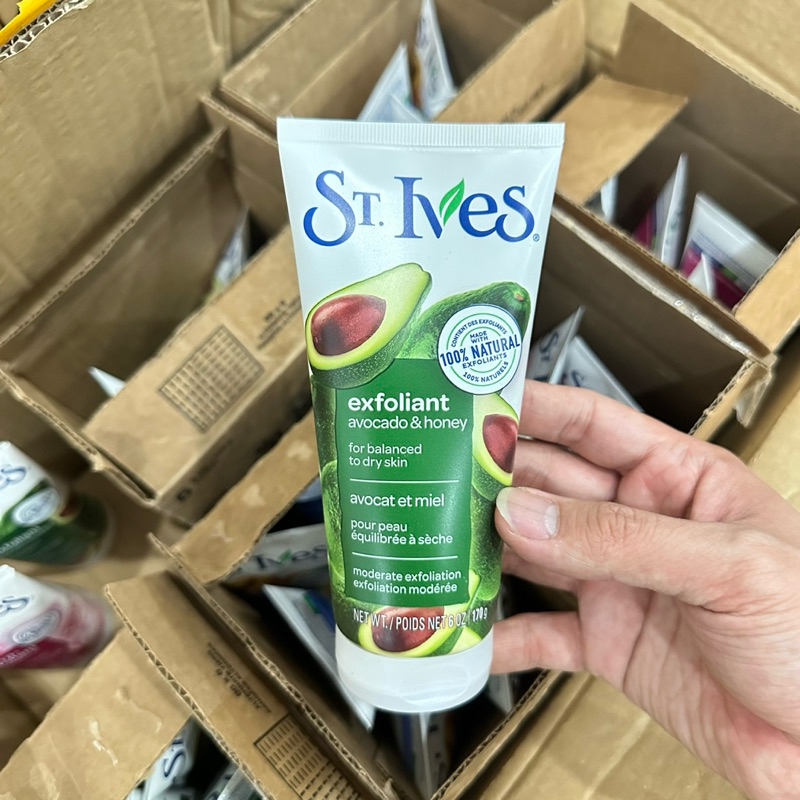 St. Ives®
CONTIENT DES EXFOLIANTS
MADE
WITH
100% NATURAL
EXFOLIANTS
100% NATURELS
exfoliant
avocado & honey
for balanced
to dry skin
avocat et miel
pour peau
équilibrée à sèche
moderate exfoliation
exfoliation modérée
NET WT./POIDS NET 6 OZ/170g